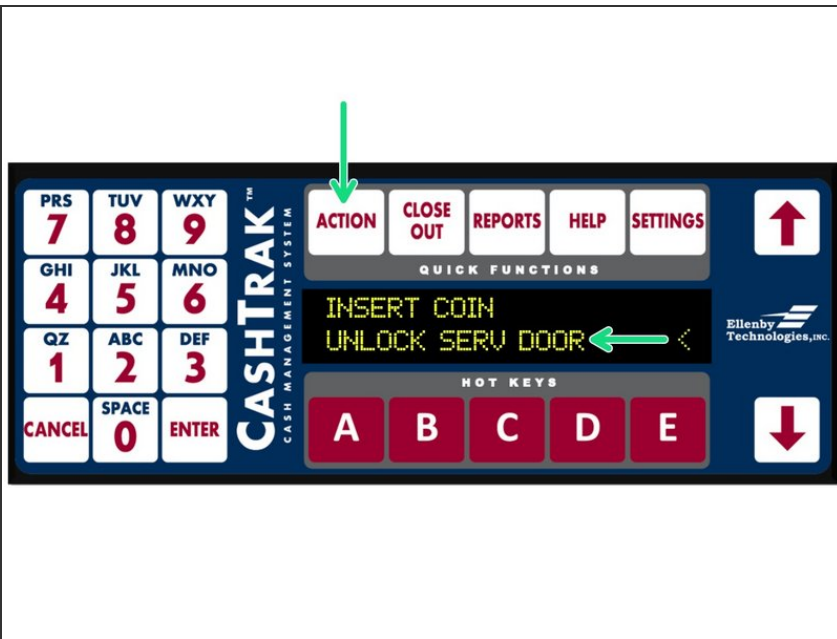 PRS
7
TUV
8
WXY
9
GHI
4
JKL
5
MNO
6
QZ
1
ABC
2
DEF
3
CANCEL
SPACE
0
ENTER
CASHTRAK™
CASH MANAGEMENT SYSTEM
ACTION
CLOSE
OUT
REPORTS
HELP
SETTINGS
QUICK FUNCTIONS
INSERT COIN
UNLOCK SERV DOOR <
HOT KEYS
A B C D E
Ellenby
Technologies, INC.